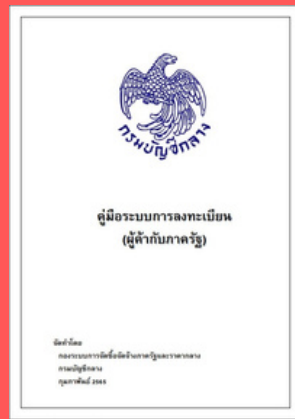 กรมบัญชีกลาง
คู่มือระบบการลงทะเบียน
(ผู้ค้ากับภาครัฐ)
จัดทำโดย
กองระบบการจัดซื้อจัดจ้างภาครัฐและราคากลาง
กรมบัญชีกลาง
กุมภาพันธ์ 2565